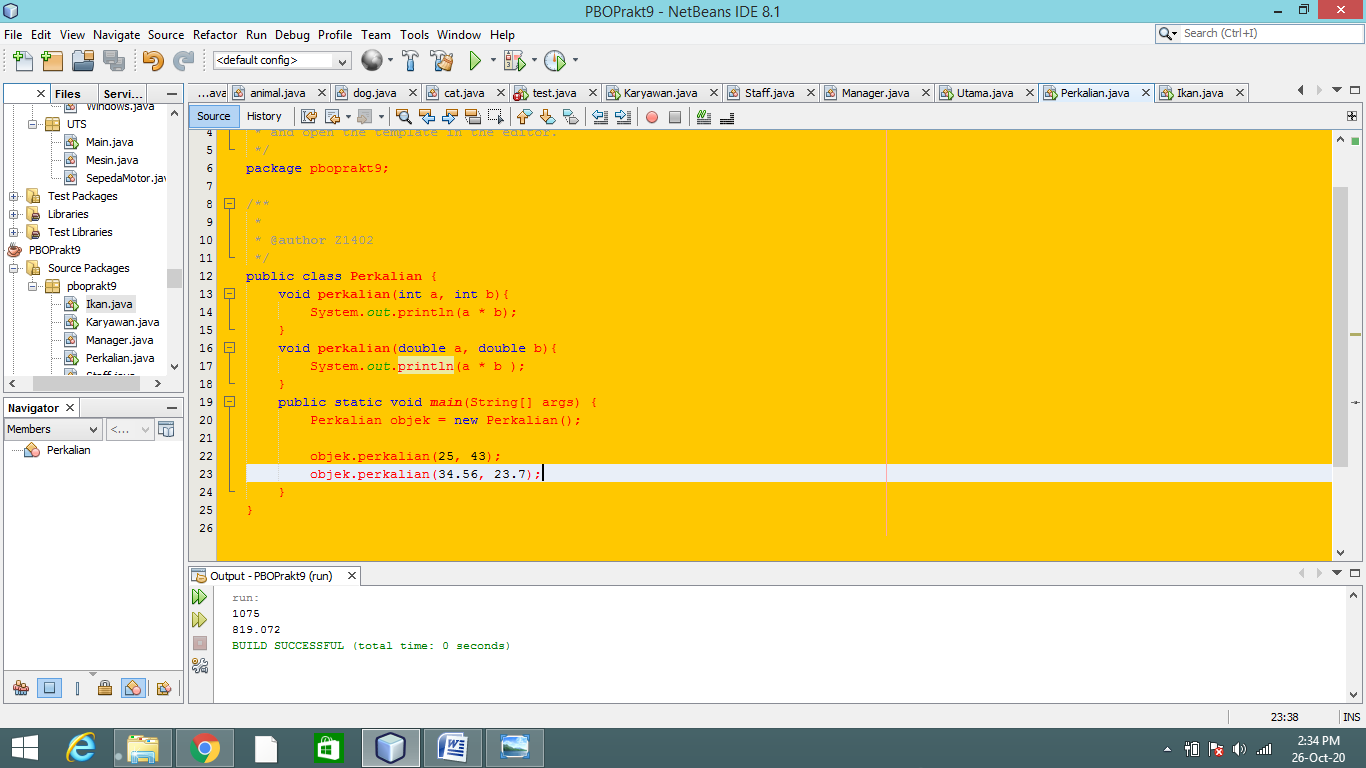 PBOPrakt9 - NetBeans IDE 8.1
File Edit View Navigate Source Refactor Run Debug Profile Team Tools Window Help
Search (Ctrl+I)
<default config>
Files Servi...
...ava animal.java dog.java cat.java test.java Karyawan.java Staff.java Manager.java Utama.java Perkalian.java Ikan.java
Source History
Windows.java
UTS
Main.java
Mesin.java
SepedaMotor.jav
Test Packages
Libraries
Test Libraries
PBOPrakt9
Source Packages
pboprakt9
Ikan.java
Karyawan.java
Manager.java
Perkalian.java
Staff.java
Navigator
Members <...
Perkalian
4 * and open the template in the editor.
5 */
6 package pboprakt9;
7
8 /**
9 *
10 * @author Z1402
11 */
12 public class Perkalian {
13 void perkalian(int a, int b){
14 System.out.println(a * b);
15 }
16 void perkalian(double a, double b){
17 System.out.println(a * b );
18 }
19 public static void main(String[] args) {
20 Perkalian objek = new Perkalian();
21
22 objek.perkalian(25, 43);
23 objek.perkalian(34.56, 23.7);
24 }
25 }
26
Output - PBOPrakt9 (run)
run:
1075
819.072
BUILD SUCCESSFUL (total time: 0 seconds)
23:38 INS
2:34 PM
26-Oct-20